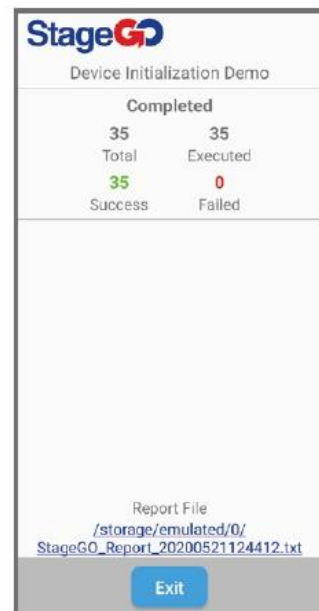 StageGO
Device Initialization Demo
Completed
35 35
Total Executed
35 0
Success Failed
Report File
/storage/emulated/0/
StageGO_Report_20200521124412.txt
Exit